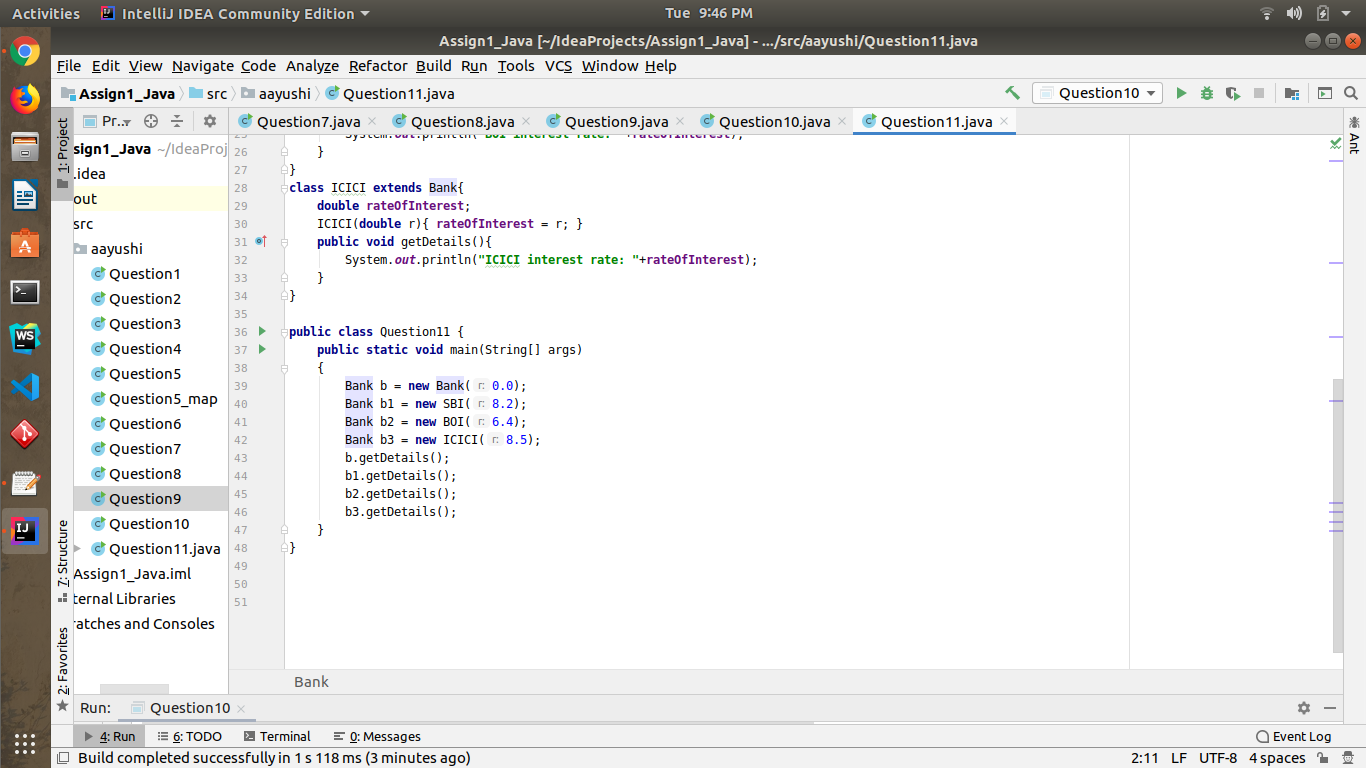 Activities IntelliJ IDEA Community Edition Tue 9:46 PM
Assign1_Java [~/IdeaProjects/Assign1_Java] - .../src/aayushi/Question11.java
File Edit View Navigate Code Analyze Refactor Build Run Tools VCS Window Help
Assign1_Java src aayushi Question11.java Question10
1: Project
Pr...
Question7.java Question8.java Question9.java Question10.java Question11.java
Ant
sign1_Java ~/IdeaProj
.idea
out
src
aayushi
Question1
Question2
Question3
Question4
Question5
Question5_map
Question6
Question7
Question8
Question9
Question10
Question11.java
Assign1_Java.iml
ternal Libraries
ratches and Consoles
7: Structure
2: Favorites
25 System.out.println("BOI interest rate: "+rateOfInterest);
26 }
27 }
28 class ICICI extends Bank{
29 double rateOfInterest;
30 ICICI(double r){ rateOfInterest = r; }
31 public void getDetails(){
32 System.out.println("ICICI interest rate: "+rateOfInterest);
33 }
34 }
35
36 public class Question11 {
37 public static void main(String[] args)
38 {
39 Bank b = new Bank( r: 0.0);
40 Bank b1 = new SBI( r: 8.2);
41 Bank b2 = new BOI( r: 6.4);
42 Bank b3 = new ICICI( r: 8.5);
43 b.getDetails();
44 b1.getDetails();
45 b2.getDetails();
46 b3.getDetails();
47 }
48 }
49
50
51
Bank
Run: Question10
4: Run 6: TODO Terminal 0: Messages Event Log
Build completed successfully in 1 s 118 ms (3 minutes ago) 2:11 LF UTF-8 4 spaces